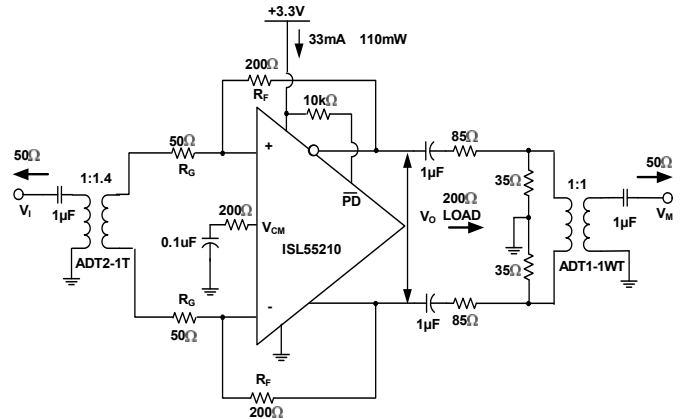 +3.3V
33mA 110mW
200Ω
RF
10kΩ
50Ω
RG
+
PD
50Ω
1:1.4
VI
1µF
ADT2-1T
200Ω
VCM
0.1uF
ISL55210
RG
50Ω
-
RF
200Ω
1µF
85Ω
VO
200Ω
LOAD
35Ω
35Ω
1:1
ADT1-1WT
50Ω
1µF
VM
1µF
85Ω